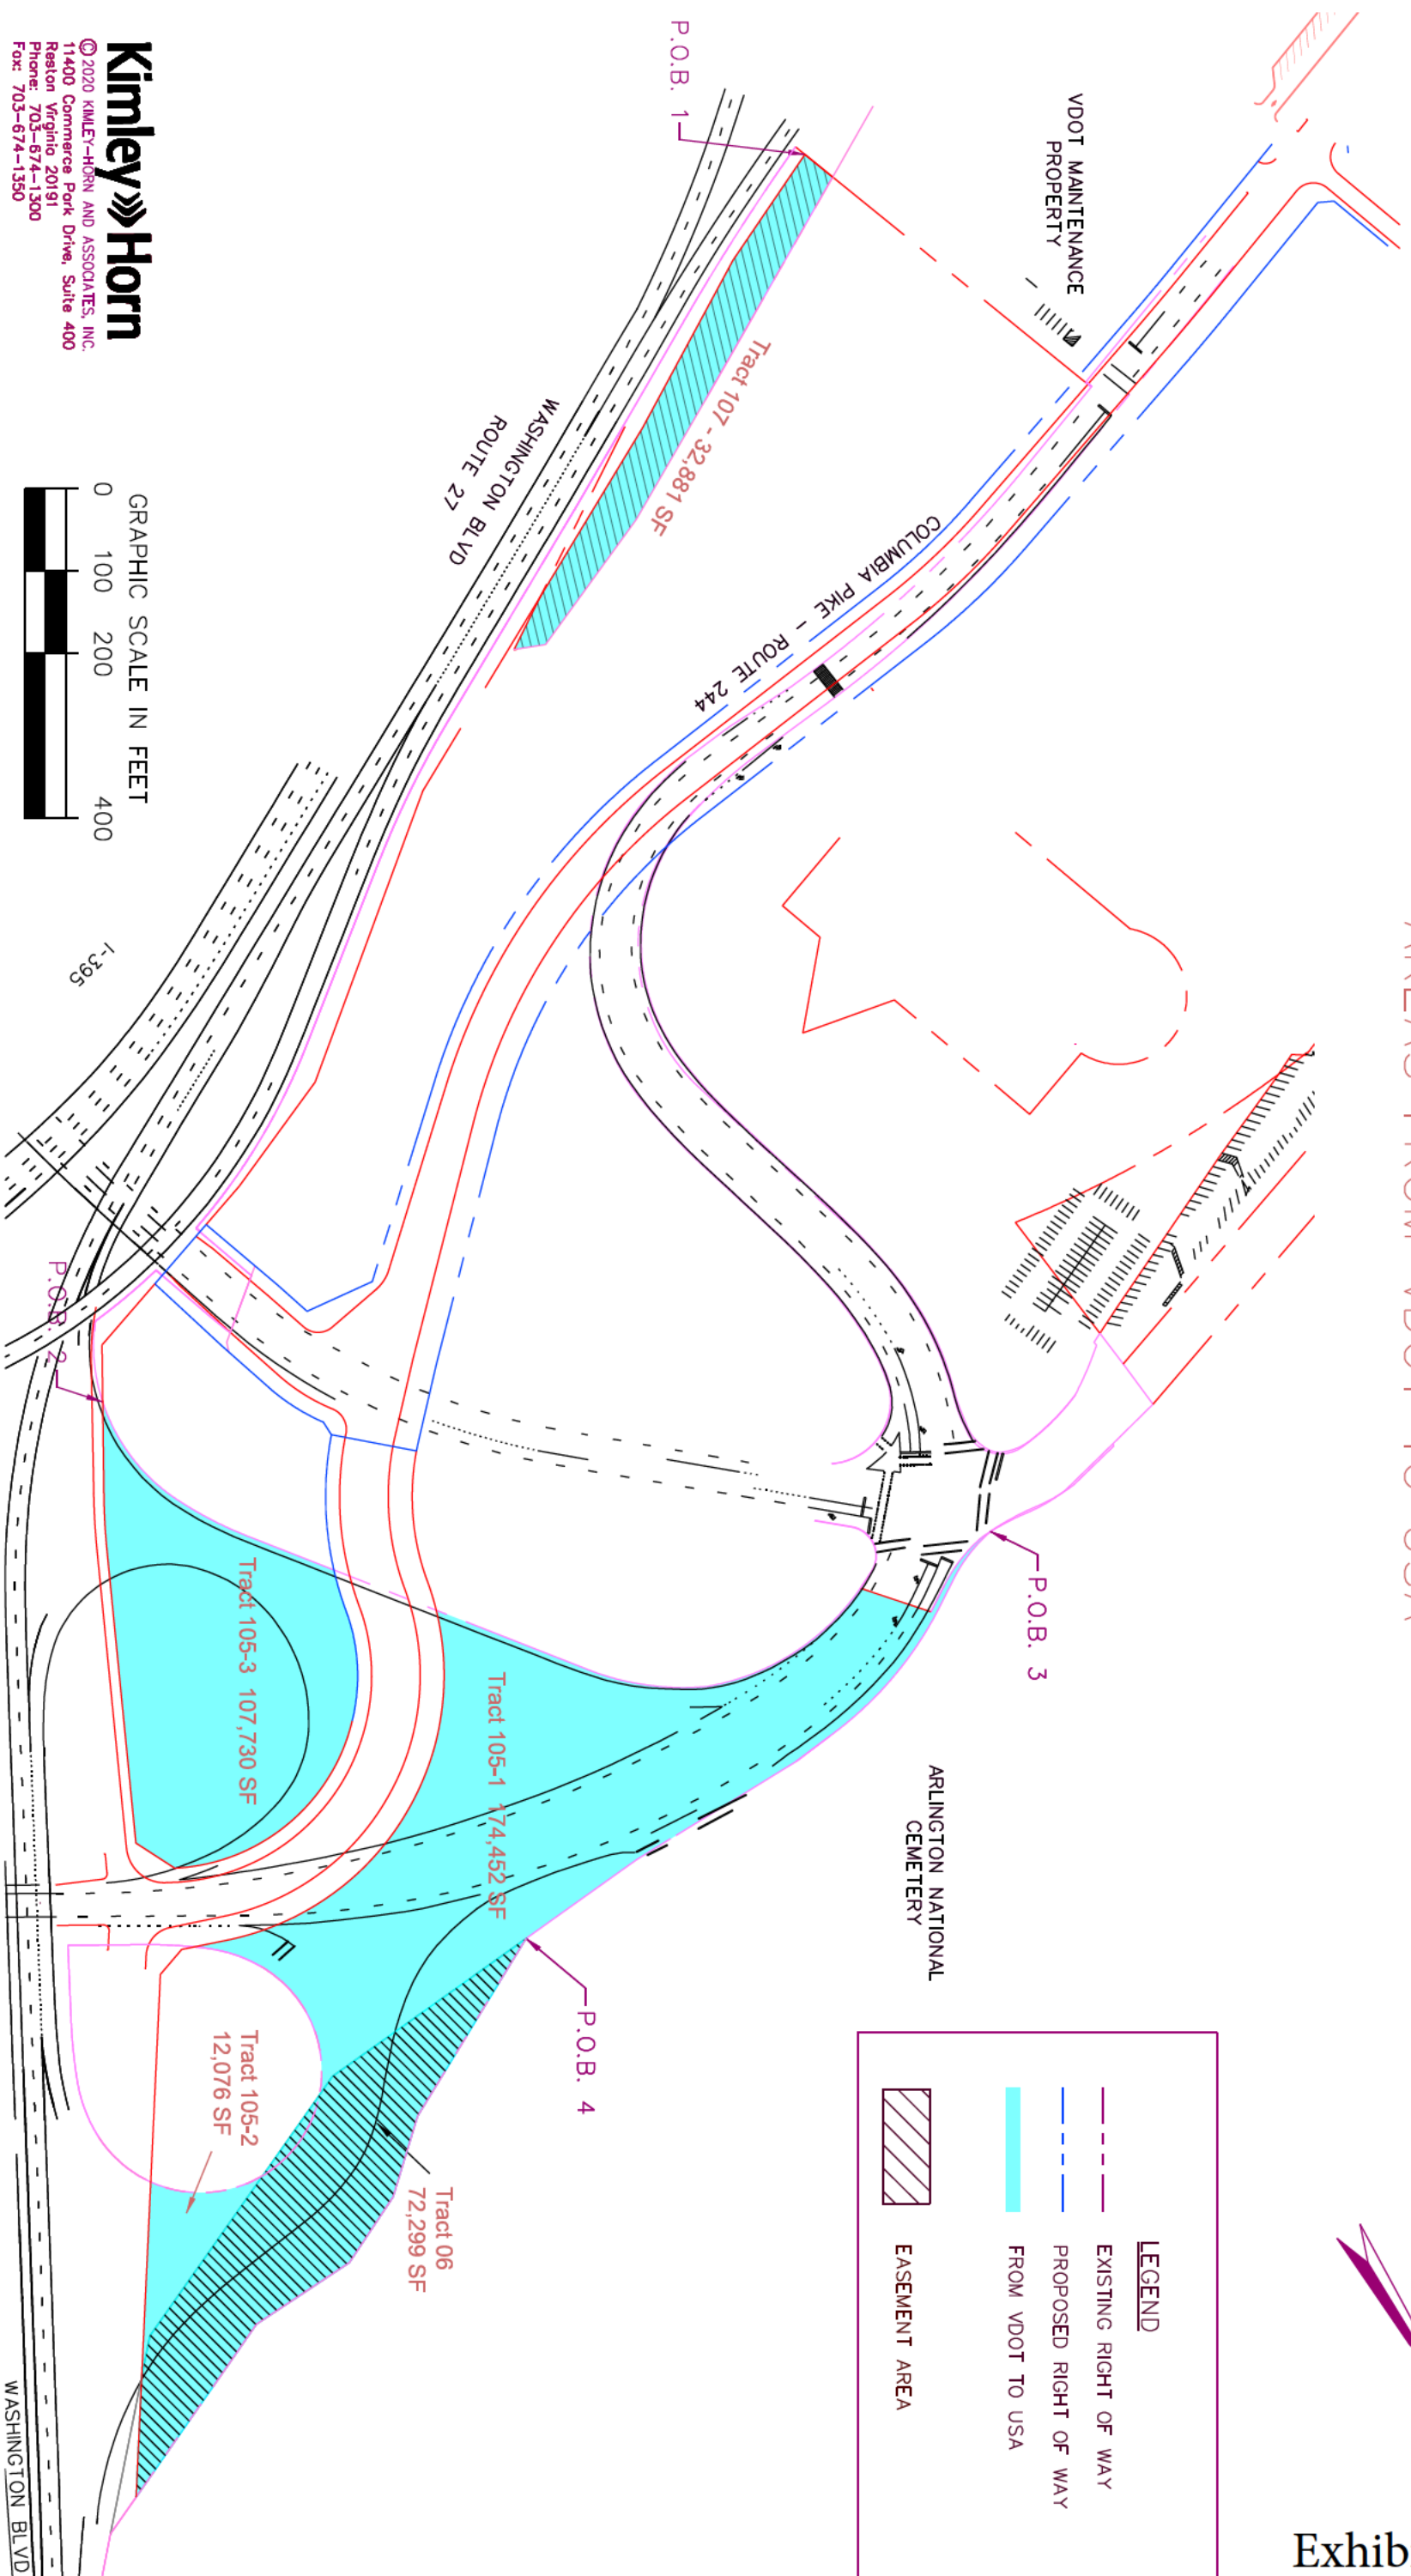 AREAS FROM VDOT TO USA
P.O.B. 1
VDOT MAINTENANCE
PROPERTY
Kimley»Horn
© 2020 KIMLEY-HORN AND ASSOCIATES, INC.
11400 Commerce Park Drive, Suite 400
Reston Virginia 20191
Phone: 703-674-1300
Fax: 703-674-1350
Tract 107 - 32,881 SF
WASHINGTON BLVD
ROUTE 27
COLUMBIA PIKE - ROUTE 244
GRAPHIC SCALE IN FEET
0 100 200 400
I-395
P.O.B. 2
P.O.B. 3
Tract 105-3 107,730 SF
Tract 105-1 174,452 SF
ARLINGTON NATIONAL
CEMETERY
P.O.B. 4
Tract 105-2
12,076 SF
Tract 06
72,299 SF
LEGEND
EXISTING RIGHT OF WAY
PROPOSED RIGHT OF WAY
FROM VDOT TO USA
EASEMENT AREA
WASHINGTON BLVD
Exhib